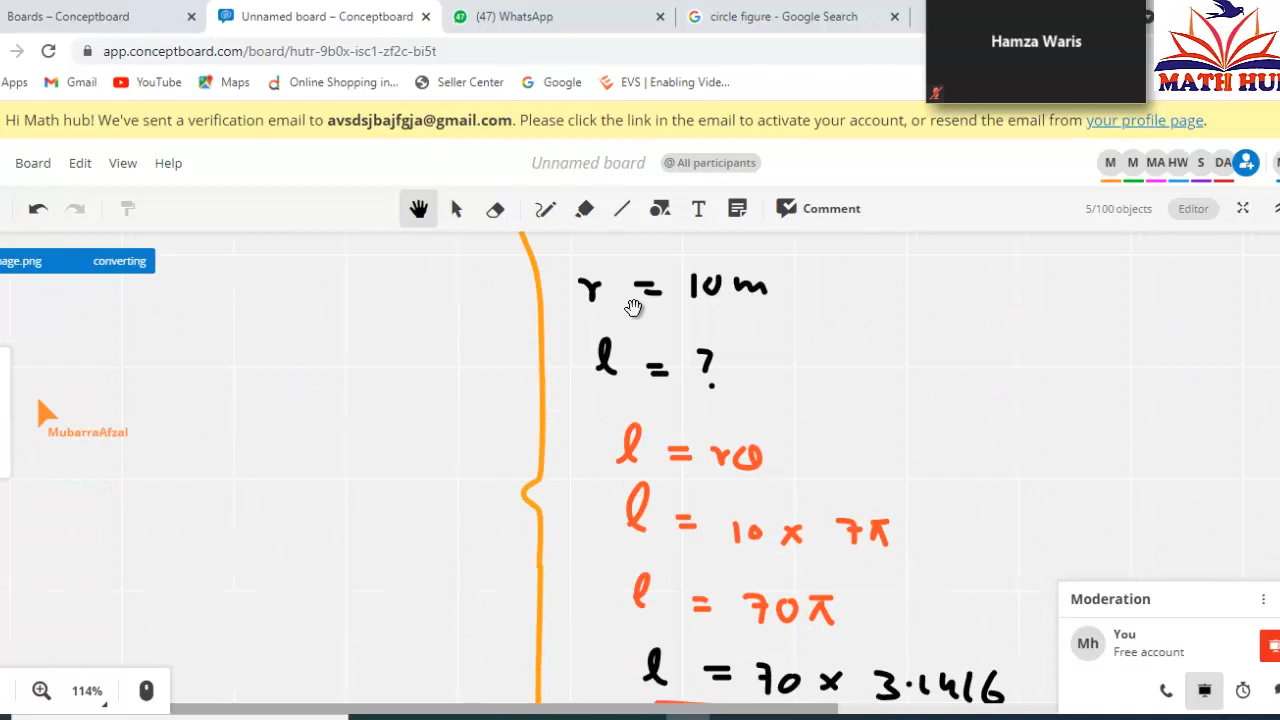 Boards – Conceptboard
Unnamed board – Conceptboard
47 (47) WhatsApp
G circle figure - Google Search
Hamza Waris
MATH HU
app.conceptboard.com/board/hutr-9b0x-isc1-zf2c-bi5t
Apps Gmail YouTube Maps Online Shopping in... Seller Center Google EVS | Enabling Vide...
Hi Math hub! We've sent a verification email to avsdsjbajfgja@gmail.com. Please click the link in the email to activate your account, or resend the email from your profile page.
Board Edit View Help
Unnamed board @ All participants
M M MA HW S DA
T Comment 5/100 objects Editor
age.png converting
r = 10 m
l = ?
MubarraAfzal
l = rθ
l = 10 x 7π
l = 70π
l = 70 x 3.1416
Moderation
Mh You
Free account
114%